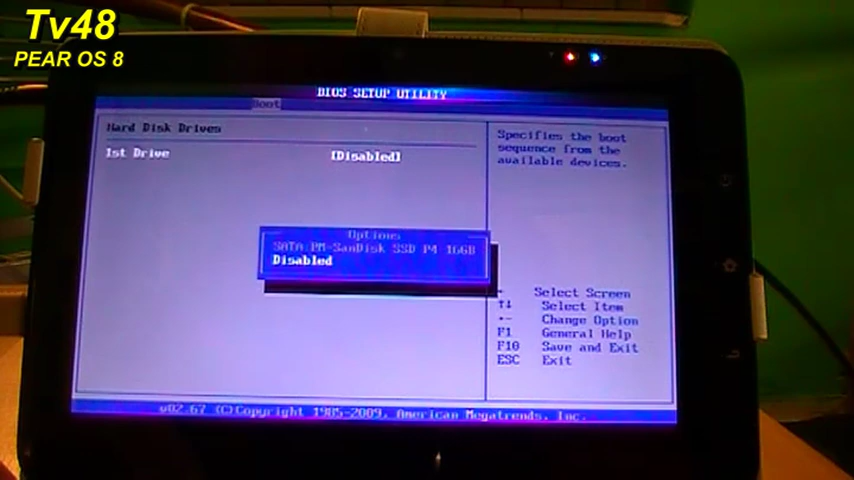 Tv48
PEAR OS 8
BIOS SETUP UTILITY
Boot
Hard Disk Drives
1st Drive [Disabled]
Options
SATA:PM-SanDisk SSD P4 16GB
Disabled
Specifies the boot
sequence from the
available devices.
Select Screen
↑↓ Select Item
+- Change Option
F1 General Help
F10 Save and Exit
ESC Exit
v02.67 (C)Copyright 1985-2009, American Megatrends, Inc.